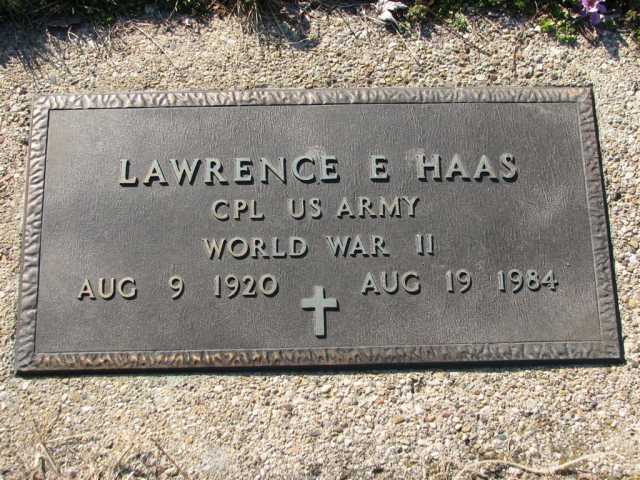 LAWRENCE E HAAS
CPL US ARMY
WORLD WAR II
AUG 9 1920 AUG 19 1984